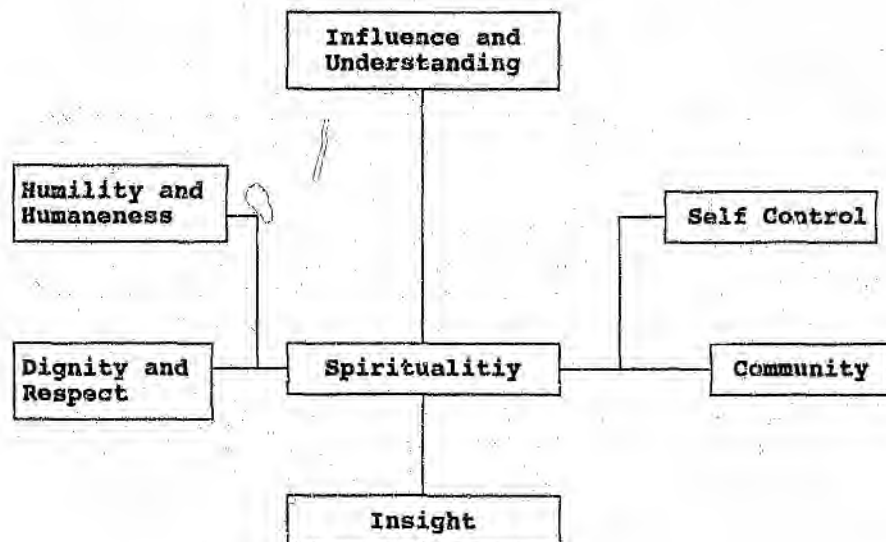 Influence and
Understanding
Humility and
Humaneness
Self Control
Dignity and
Respect
Spiritualitiy
Community
Insight